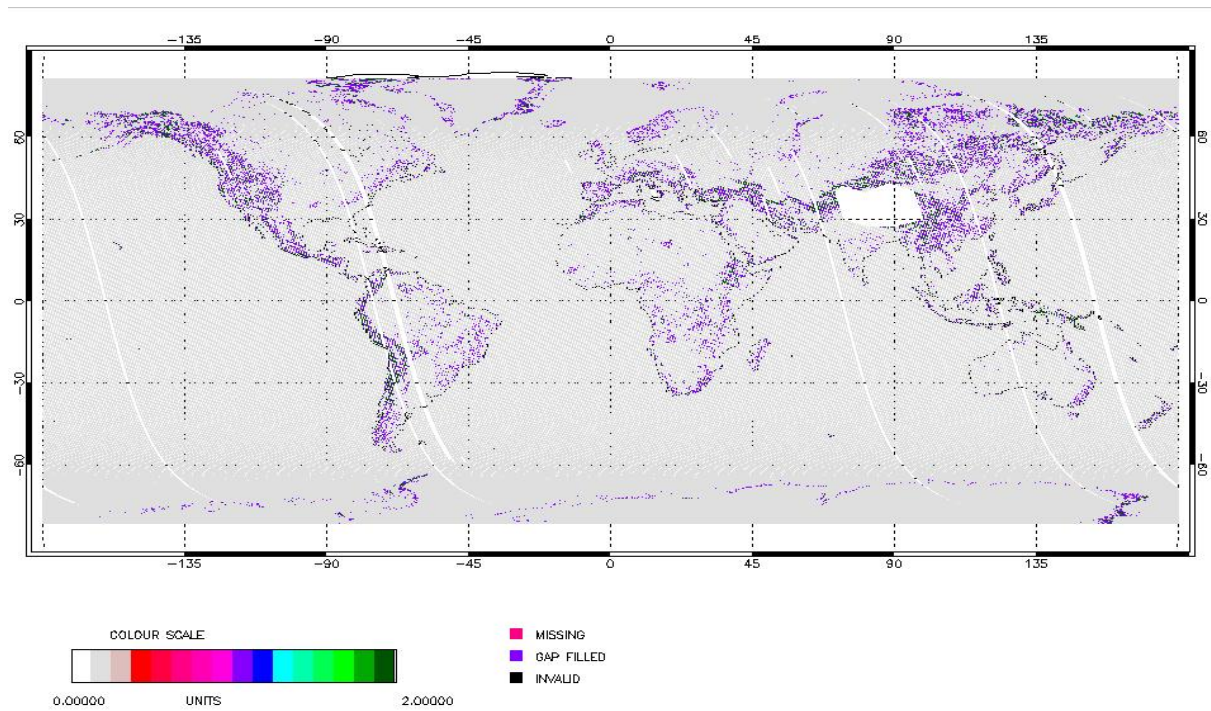 −135 −90 −45 0 45 90 135
60 60
30 30
0 0
−30 −30
−60 −60
−135 −90 −45 0 45 90 135
COLOUR SCALE
MISSING
GAP FILLED
INVALID
0.00000 UNITS 2.00000